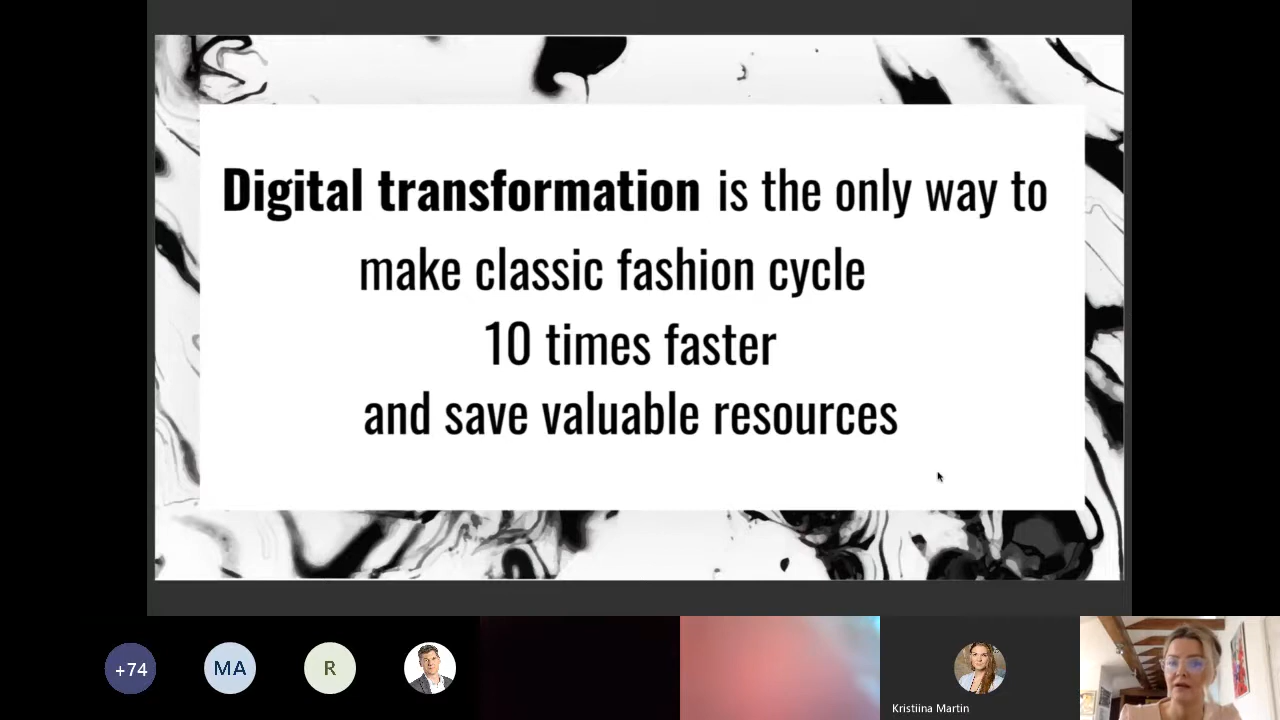 Digital transformation is the only way to
make classic fashion cycle
10 times faster
and save valuable resources
+74
MA
R
Kristiina Martin